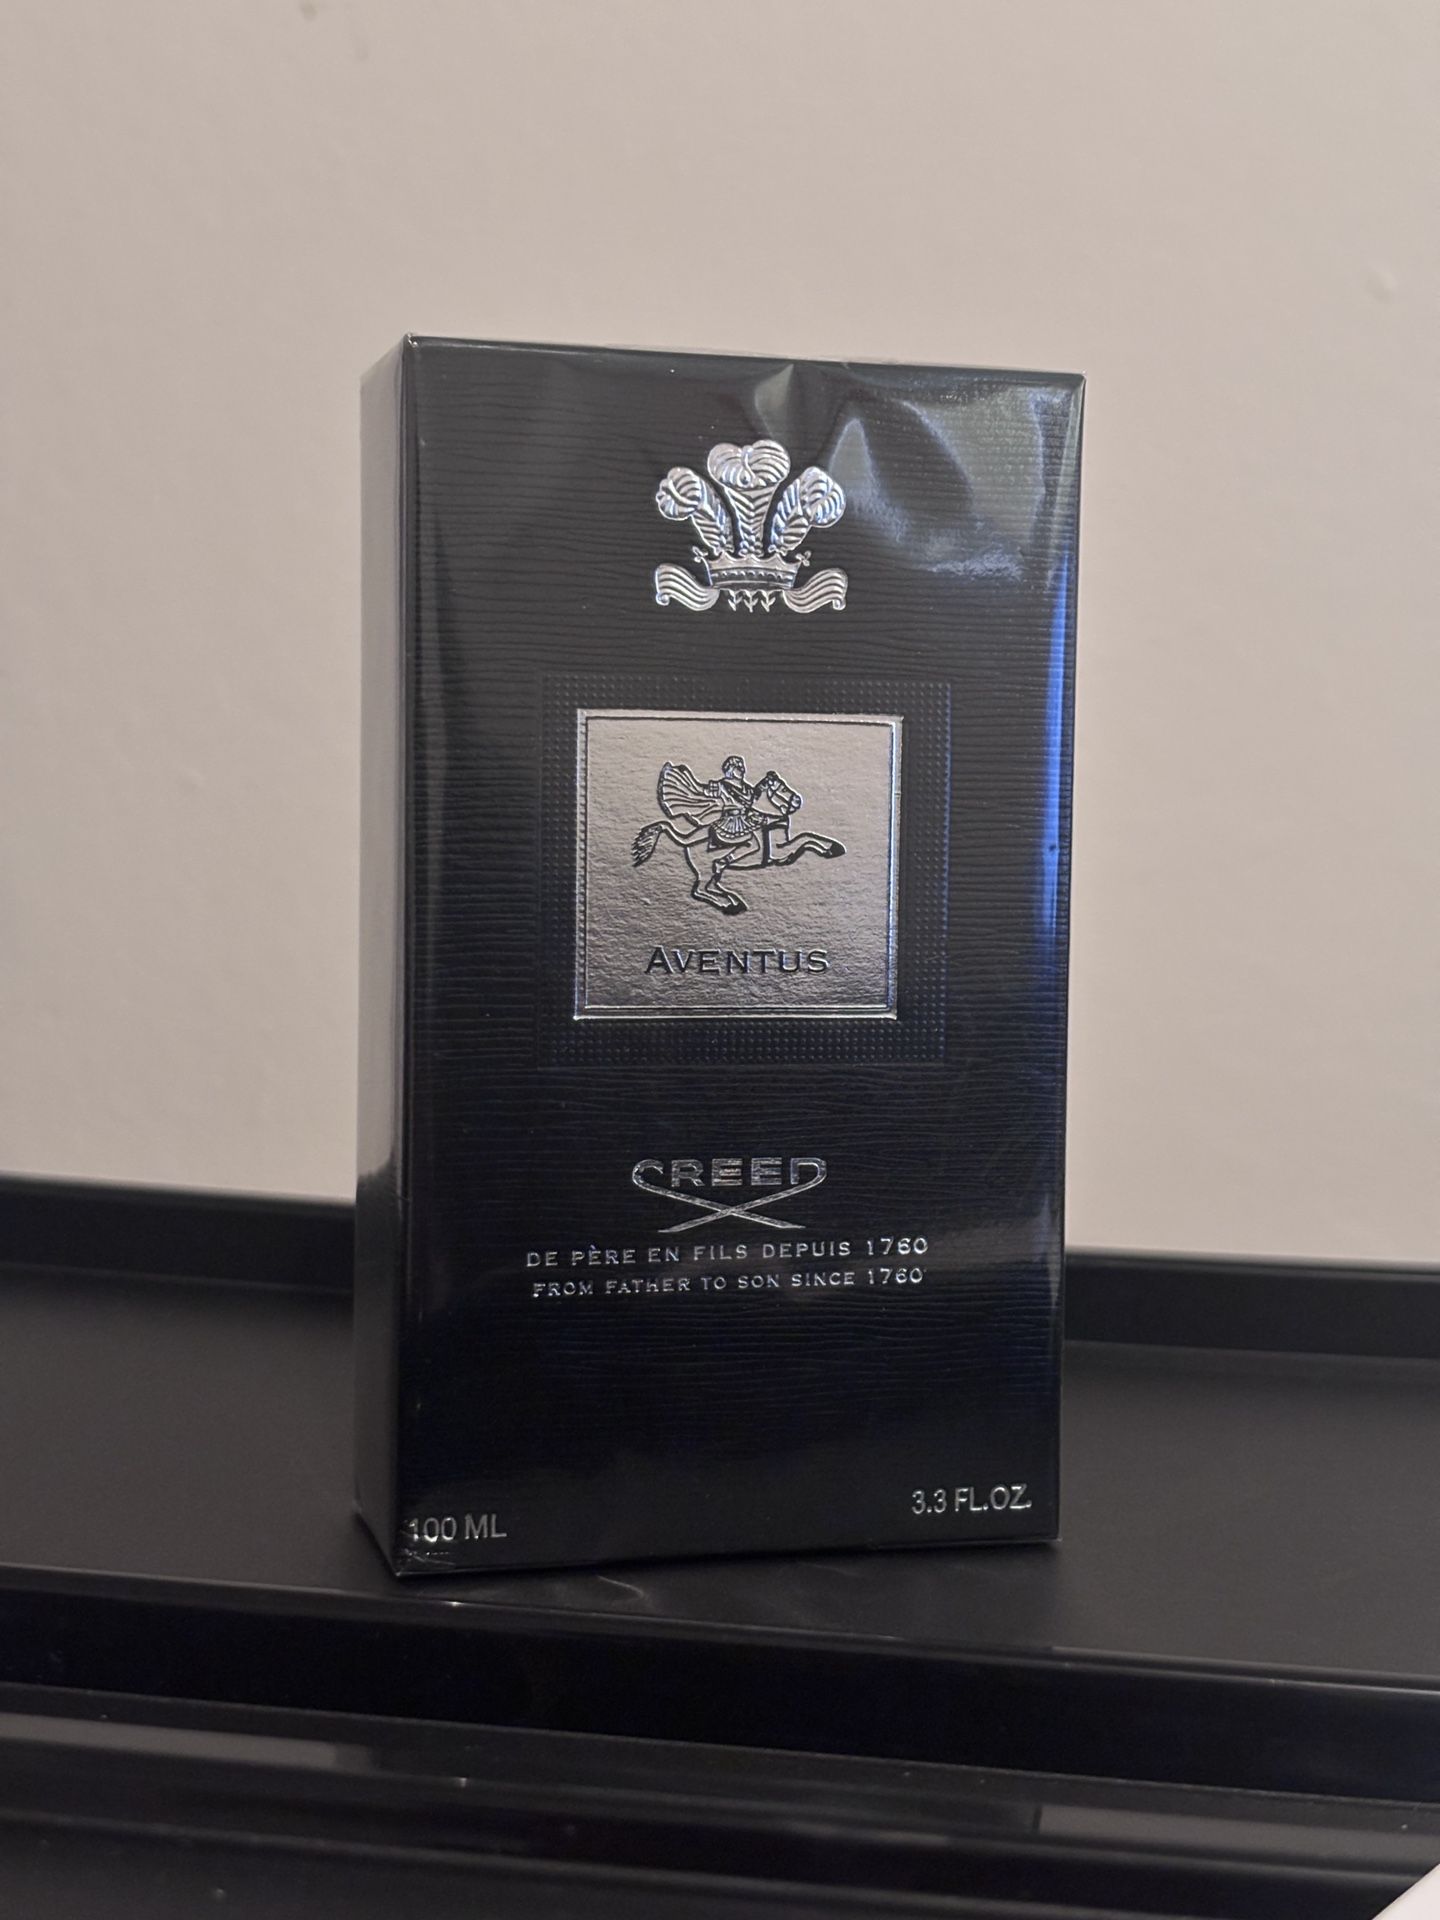 AVENTUS
CREED
DE PÈRE EN FILS DEPUIS 1760
FROM FATHER TO SON SINCE 1760
100 ML
3.3 FL.OZ.